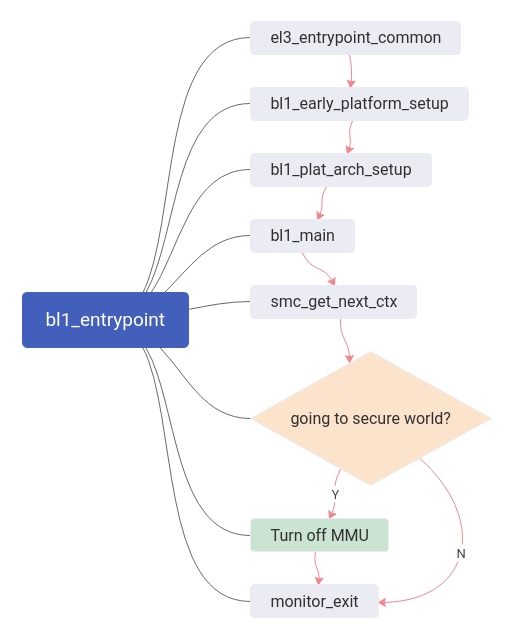 el3_entrypoint_common
bl1_early_platform_setup
bl1_plat_arch_setup
bl1_main
smc_get_next_ctx
bl1_entrypoint
going to secure world?
Y
Turn off MMU
N
monitor_exit